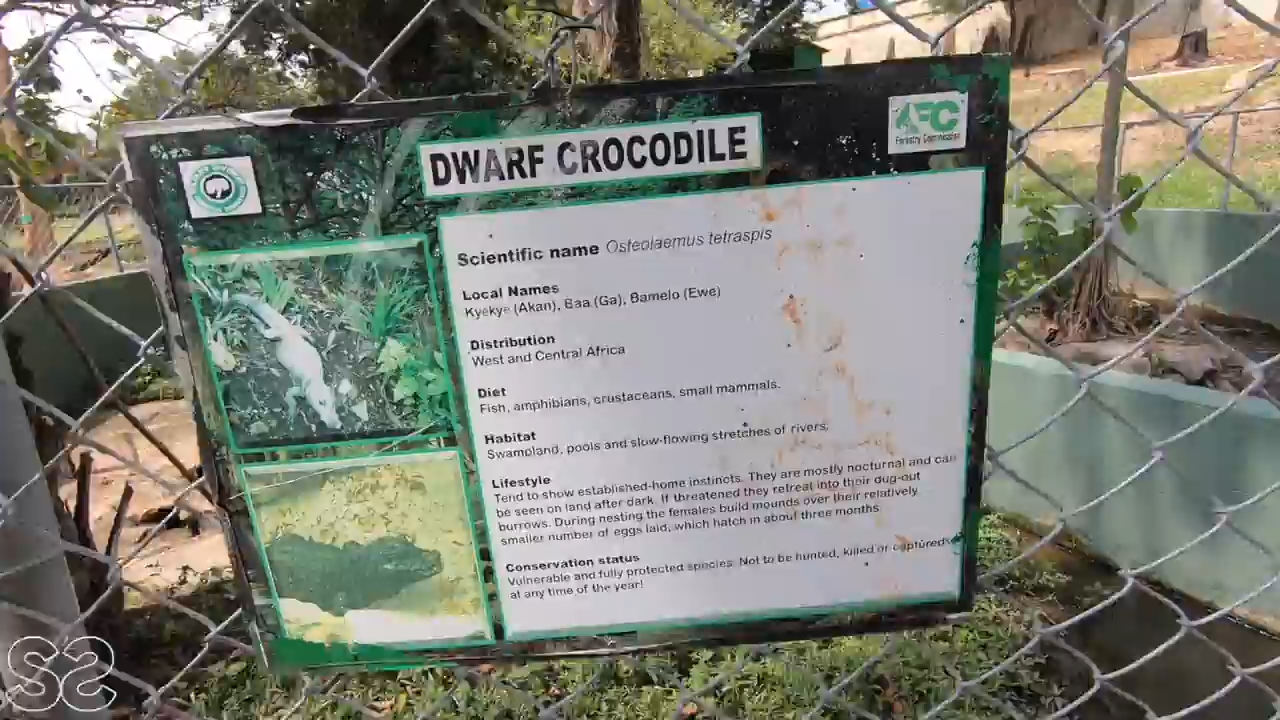 DWARF CROCODILE
FC
Forestry Commission
Scientific name Osteolaemus tetraspis
Local Names
Kyekye (Akan), Baa (Ga), Bamelo (Ewe)
Distribution
West and Central Africa
Diet
Fish, amphibians, crustaceans, small mammals.
Habitat
Swampland, pools and slow-flowing stretches of rivers.
Lifestyle
Tend to show established-home instincts. They are mostly nocturnal and can
be seen on land after dark. If threatened they retreat into their dug-out
burrows. During nesting the females build mounds over their relatively
smaller number of eggs laid, which hatch in about three months
Conservation status
Vulnerable and fully protected species. Not to be hunted, killed or captured
at any time of the year!
S2